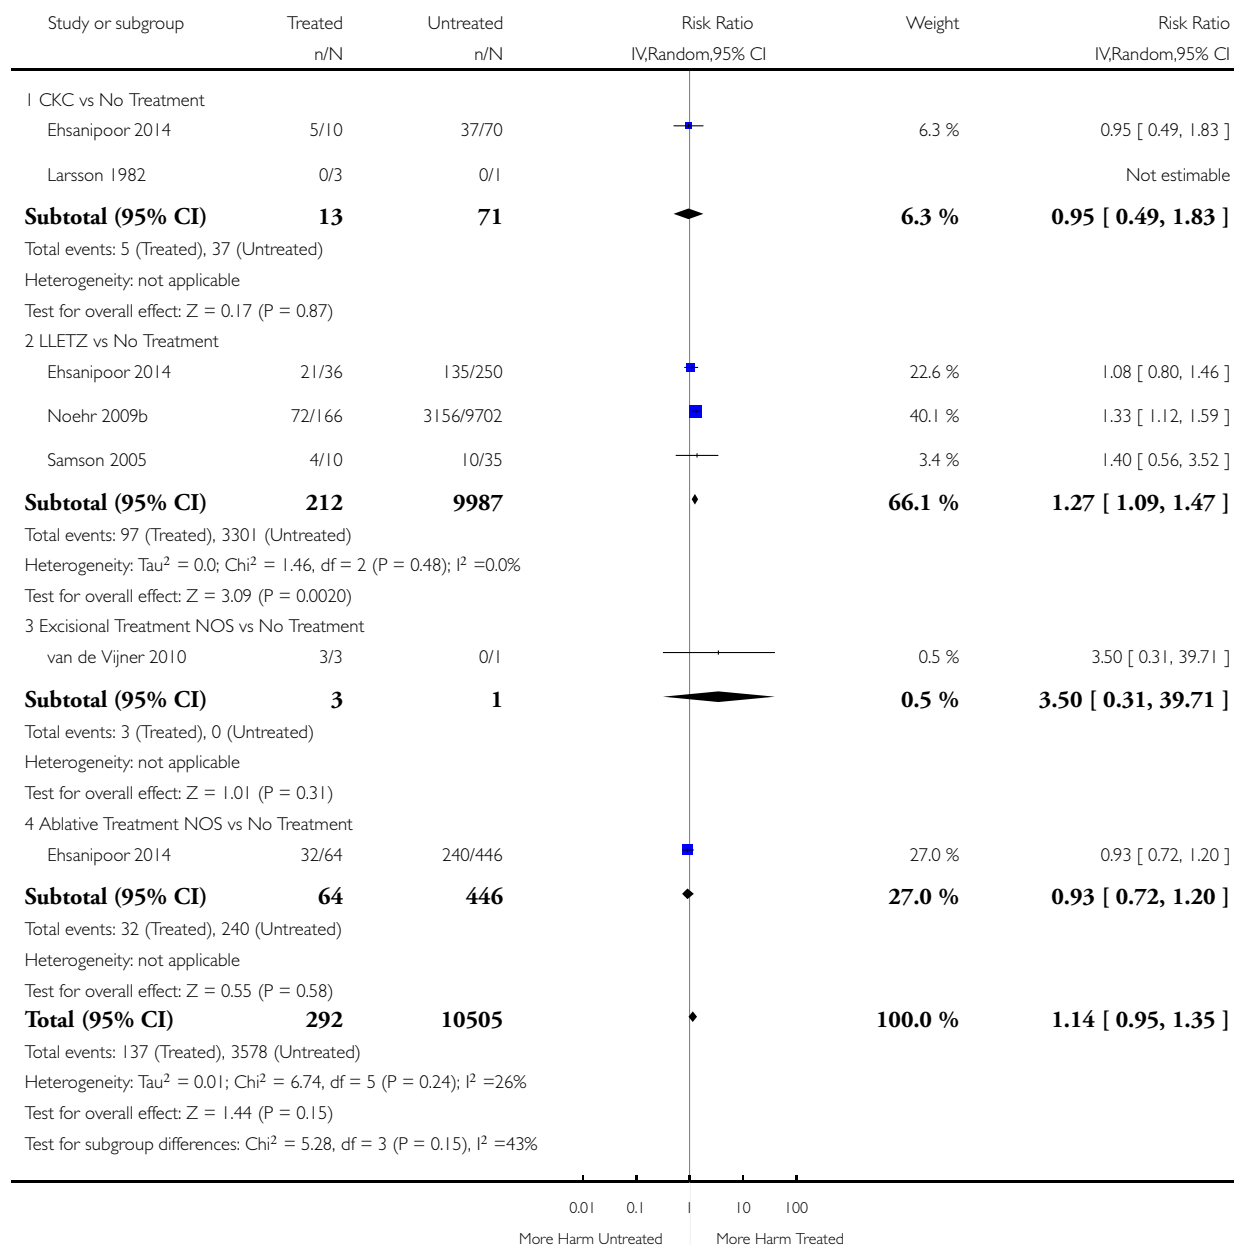 Study or subgroup Treated Untreated Risk Ratio Weight Risk Ratio
n/N n/N IV,Random,95% CI IV,Random,95% CI
1 CKC vs No Treatment
Ehsanipoor 2014 5/10 37/70 6.3 % 0.95 [ 0.49, 1.83 ]
Larsson 1982 0/3 0/1 Not estimable
Subtotal (95% CI) 13 71 6.3 % 0.95 [ 0.49, 1.83 ]
Total events: 5 (Treated), 37 (Untreated)
Heterogeneity: not applicable
Test for overall effect: Z = 0.17 (P = 0.87)
2 LLETZ vs No Treatment
Ehsanipoor 2014 21/36 135/250 22.6 % 1.08 [ 0.80, 1.46 ]
Noehr 2009b 72/166 3156/9702 40.1 % 1.33 [ 1.12, 1.59 ]
Samson 2005 4/10 10/35 3.4 % 1.40 [ 0.56, 3.52 ]
Subtotal (95% CI) 212 9987 66.1 % 1.27 [ 1.09, 1.47 ]
Total events: 97 (Treated), 3301 (Untreated)
Heterogeneity: Tau² = 0.0; Chi² = 1.46, df = 2 (P = 0.48); I² =0.0%
Test for overall effect: Z = 3.09 (P = 0.0020)
3 Excisional Treatment NOS vs No Treatment
van de Vijner 2010 3/3 0/1 0.5 % 3.50 [ 0.31, 39.71 ]
Subtotal (95% CI) 3 1 0.5 % 3.50 [ 0.31, 39.71 ]
Total events: 3 (Treated), 0 (Untreated)
Heterogeneity: not applicable
Test for overall effect: Z = 1.01 (P = 0.31)
4 Ablative Treatment NOS vs No Treatment
Ehsanipoor 2014 32/64 240/446 27.0 % 0.93 [ 0.72, 1.20 ]
Subtotal (95% CI) 64 446 27.0 % 0.93 [ 0.72, 1.20 ]
Total events: 32 (Treated), 240 (Untreated)
Heterogeneity: not applicable
Test for overall effect: Z = 0.55 (P = 0.58)
Total (95% CI) 292 10505 100.0 % 1.14 [ 0.95, 1.35 ]
Total events: 137 (Treated), 3578 (Untreated)
Heterogeneity: Tau² = 0.01; Chi² = 6.74, df = 5 (P = 0.24); I² =26%
Test for overall effect: Z = 1.44 (P = 0.15)
Test for subgroup differences: Chi² = 5.28, df = 3 (P = 0.15), I² =43%
0.01 0.1 1 10 100
More Harm Untreated More Harm Treated